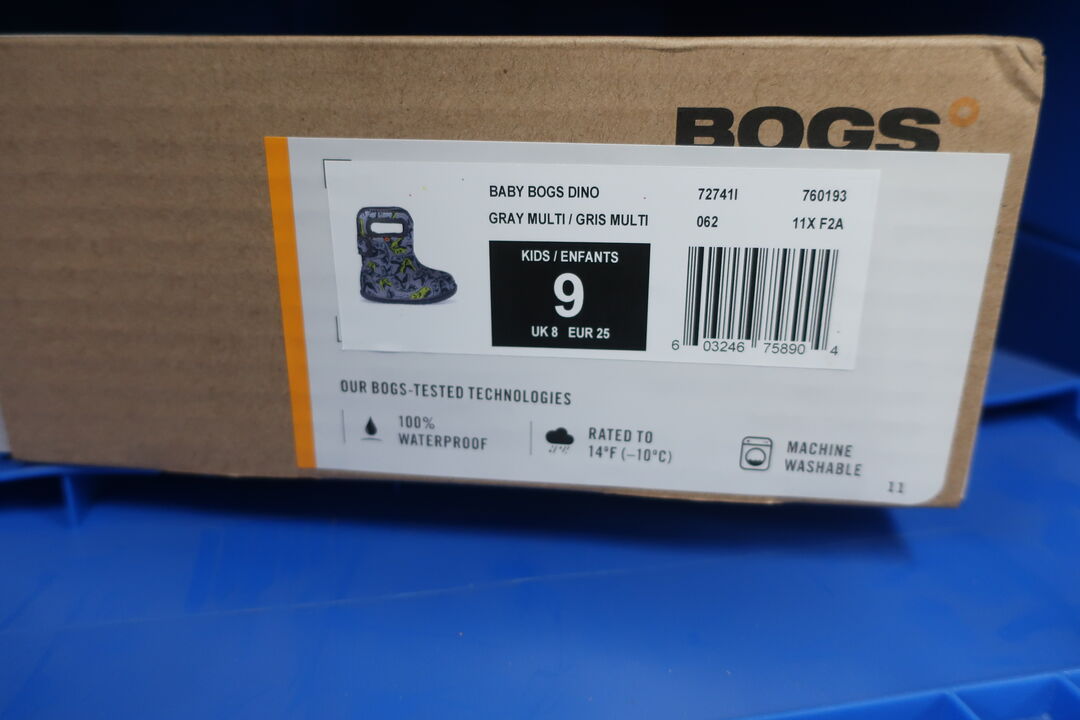 BOGS
BABY BOGS DINO 72741I 760193
GRAY MULTI / GRIS MULTI 062 11X F2A
KIDS / ENFANTS
9
UK 8 EUR 25
6 03246 75890 4
OUR BOGS-TESTED TECHNOLOGIES
100%
WATERPROOF
RATED TO
14°F (–10°C)
MACHINE
WASHABLE
11